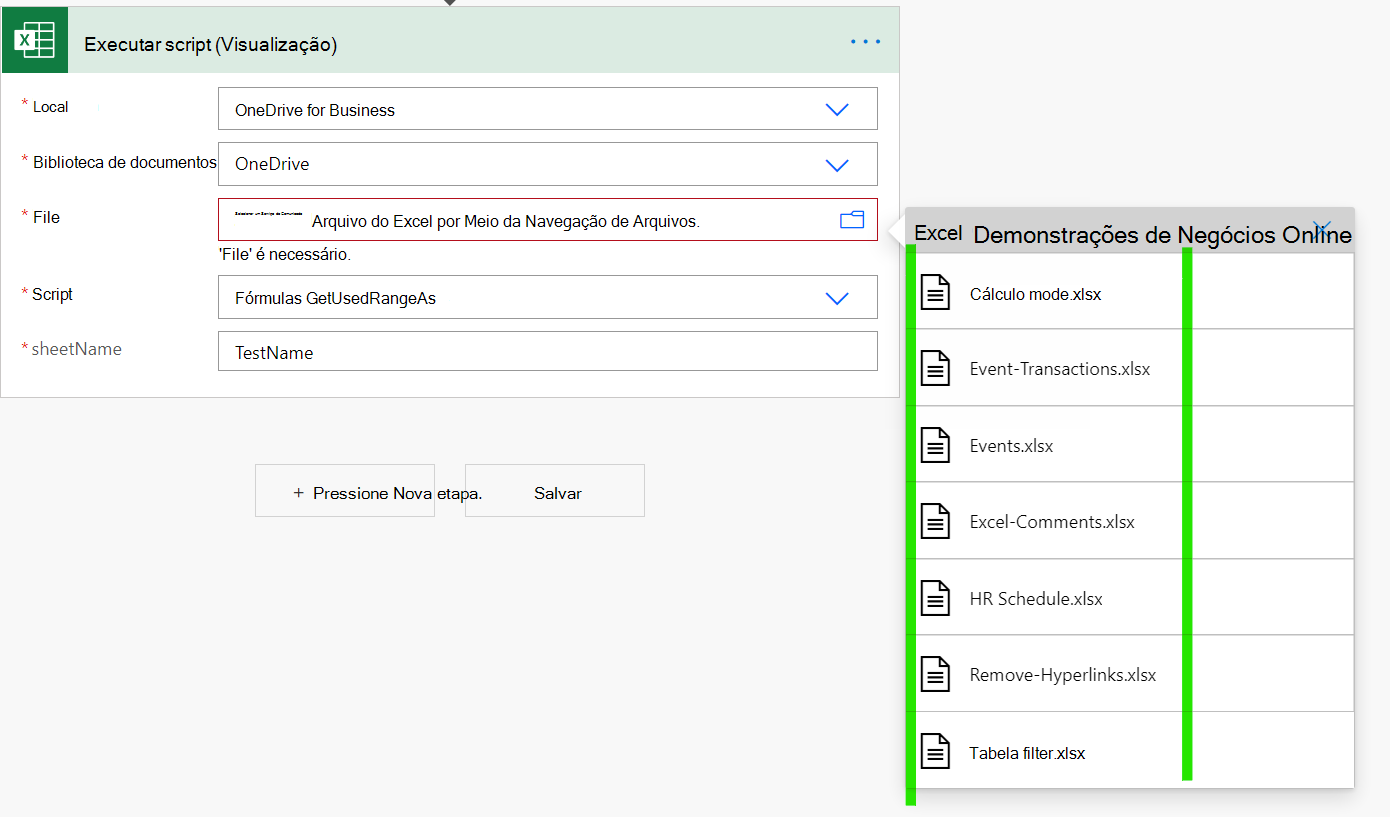 Executar script (Visualização)
* Local
OneDrive for Business
* Biblioteca de documentos
OneDrive
* File
Arquivo do Excel por Meio da Navegação de Arquivos.
'File' é necessário.
* Script
Fórmulas GetUsedRangeAs
* sheetName
TestName
+ Pressione Nova etapa.
Salvar
Excel Demonstrações de Negócios Online
Cálculo mode.xlsx
Event-Transactions.xlsx
Events.xlsx
Excel-Comments.xlsx
HR Schedule.xlsx
Remove-Hyperlinks.xlsx
Tabela filter.xlsx